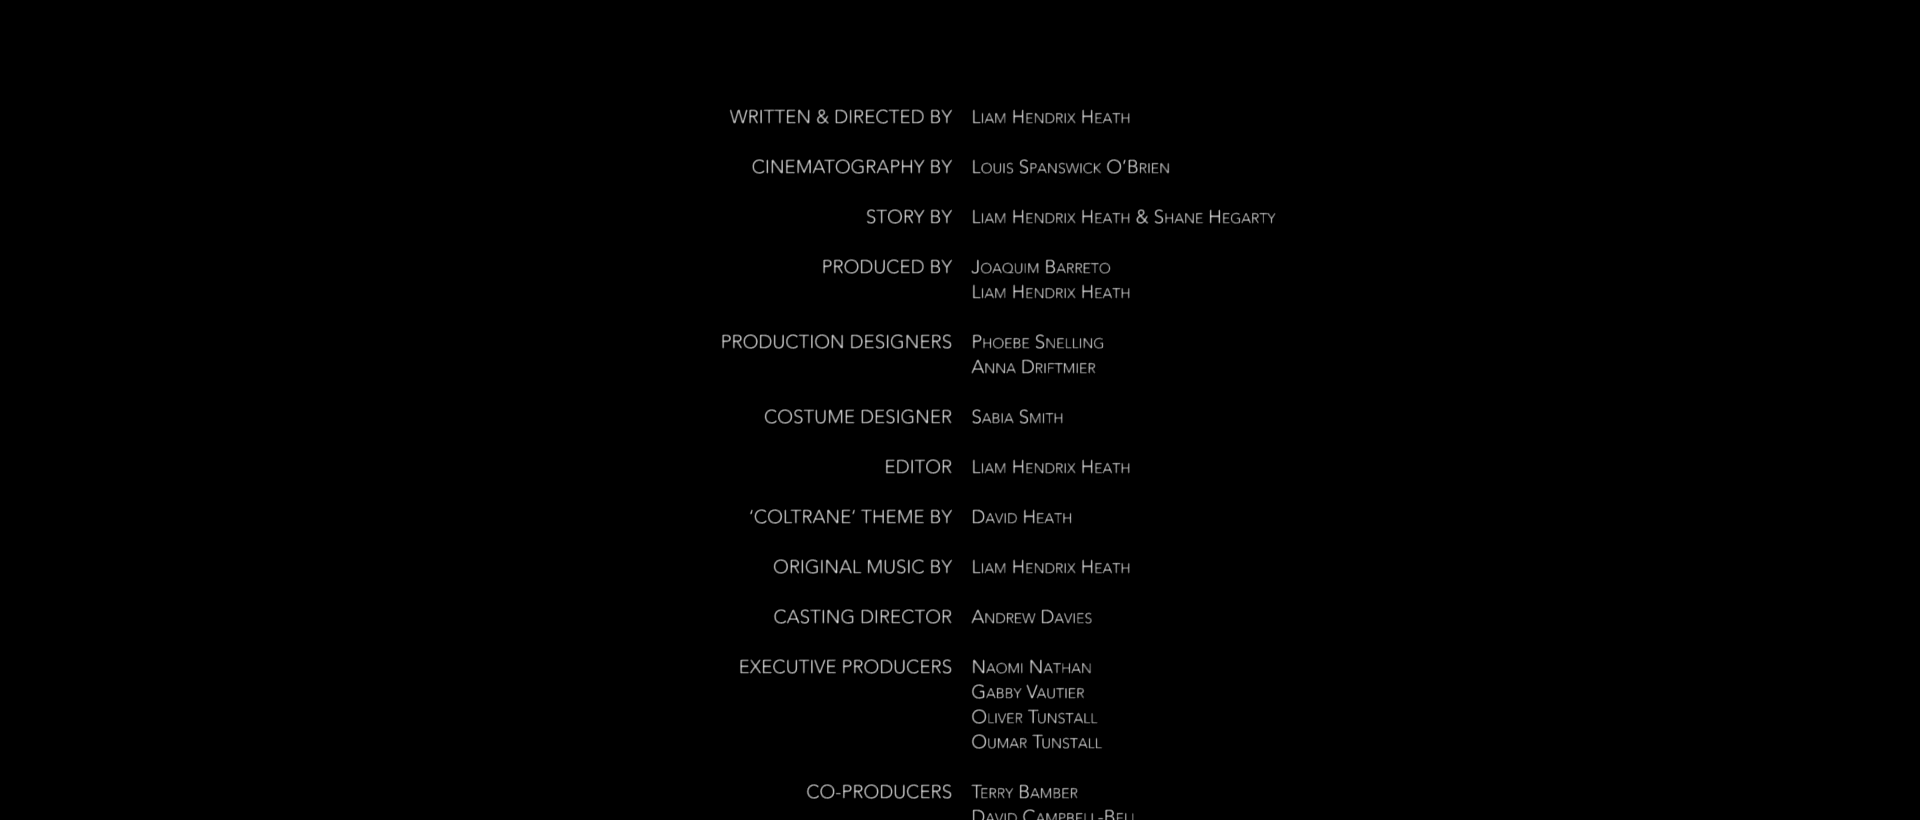 WRITTEN & DIRECTED BY Liam Hendrix Heath
CINEMATOGRAPHY BY Louis Spanswick O'Brien
STORY BY Liam Hendrix Heath & Shane Hegarty
PRODUCED BY Joaquim Barreto
Liam Hendrix Heath
PRODUCTION DESIGNERS Phoebe Snelling
Anna Driftmier
COSTUME DESIGNER Sabia Smith
EDITOR Liam Hendrix Heath
'COLTRANE' THEME BY David Heath
ORIGINAL MUSIC BY Liam Hendrix Heath
CASTING DIRECTOR Andrew Davies
EXECUTIVE PRODUCERS Naomi Nathan
Gabby Vautier
Oliver Tunstall
Oumar Tunstall
CO-PRODUCERS Terry Bamber
David Campbell-Bell